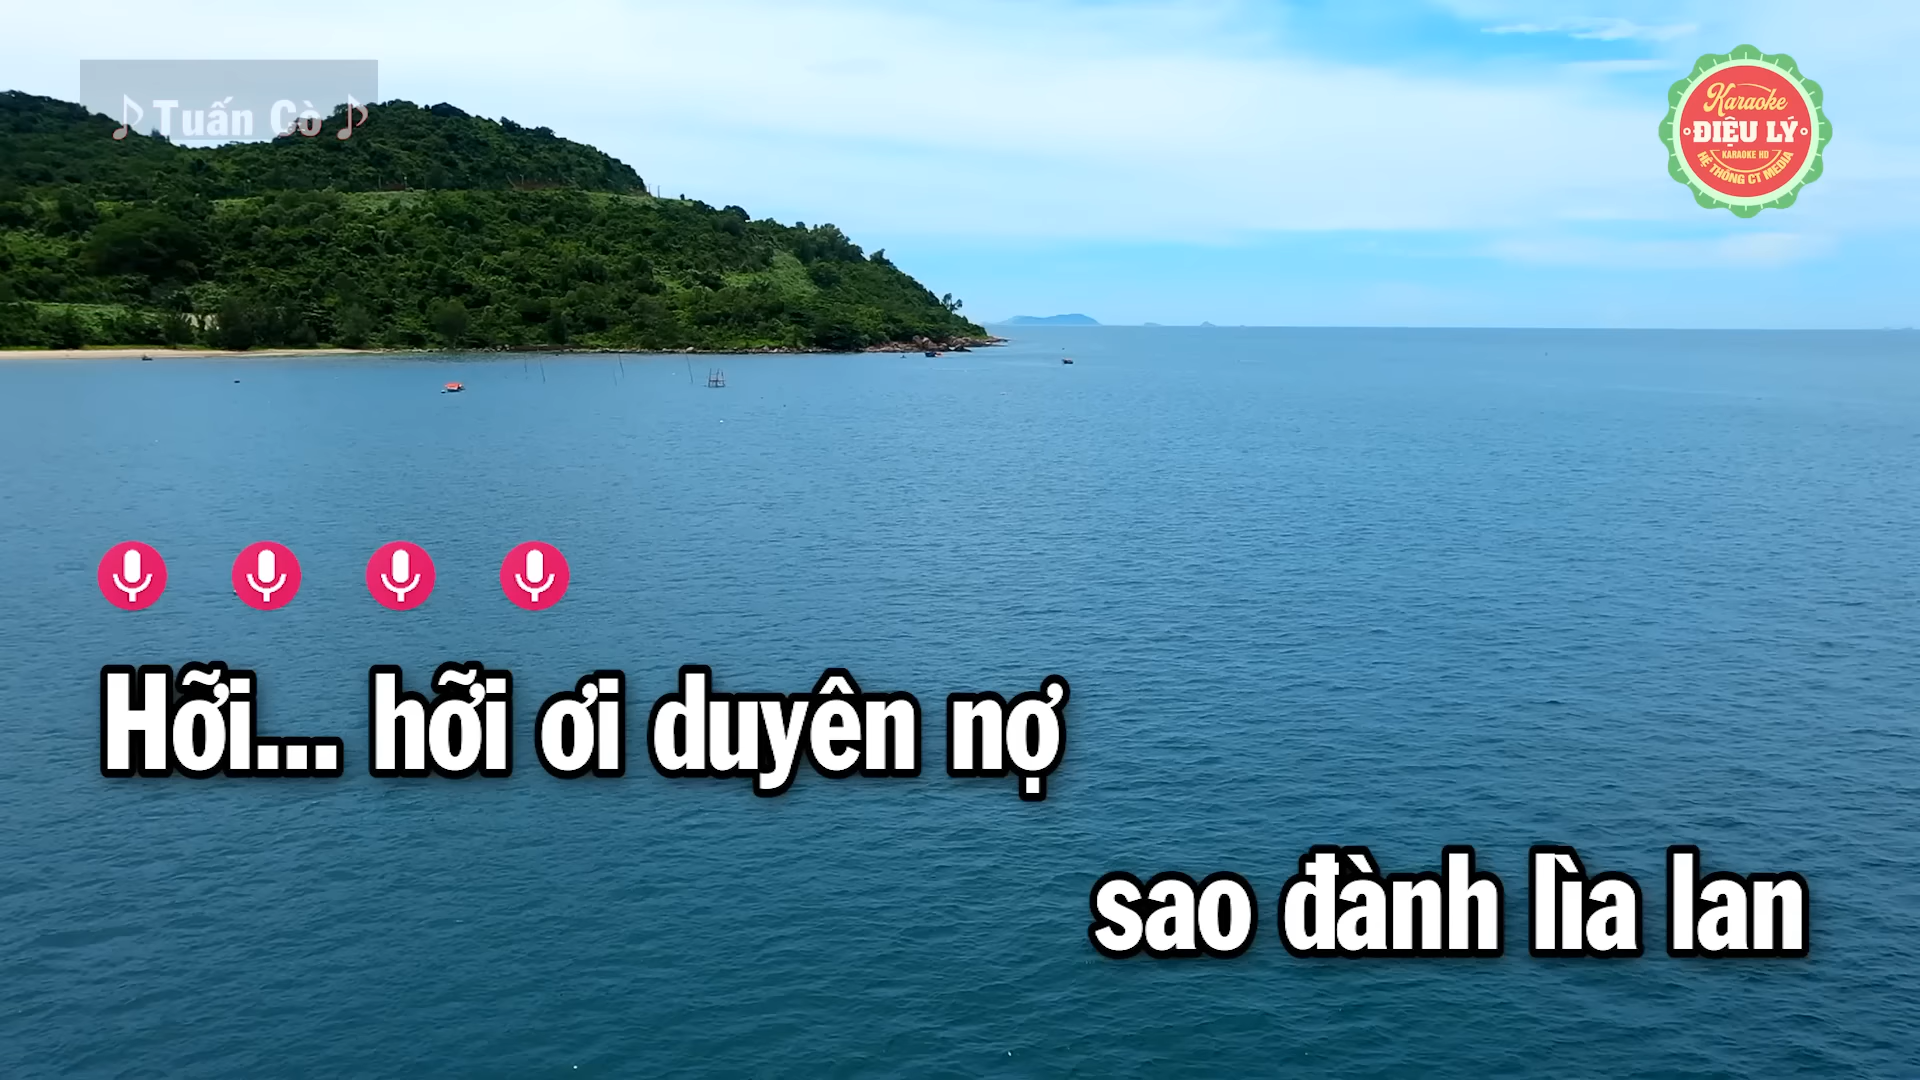 ♪Tuấn Cò♪
Karaoke
ĐIỆU LÝ
KARAOKE HD
HỆ THỐNG CT MEDIA
Hỡi... hỡi ơi duyên nợ
sao đành lìa lan